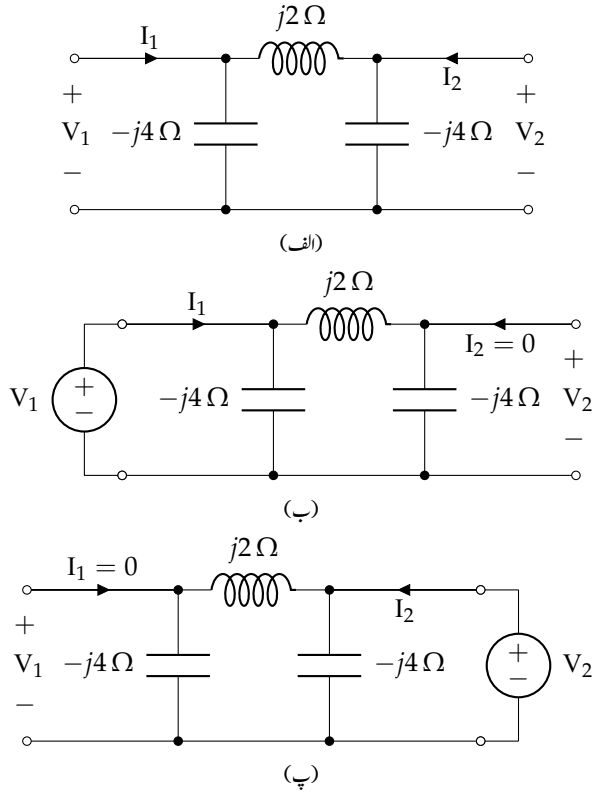 j2 Ω
I₁
I₂
+
V₁
−
−j4 Ω
−j4 Ω
+
V₂
−
(الف)
j2 Ω
I₁
I₂ = 0
V₁
+
−
−j4 Ω
−j4 Ω
+
V₂
−
(ب)
j2 Ω
I₁ = 0
I₂
+
V₁
−
−j4 Ω
−j4 Ω
+
−
V₂
(پ)